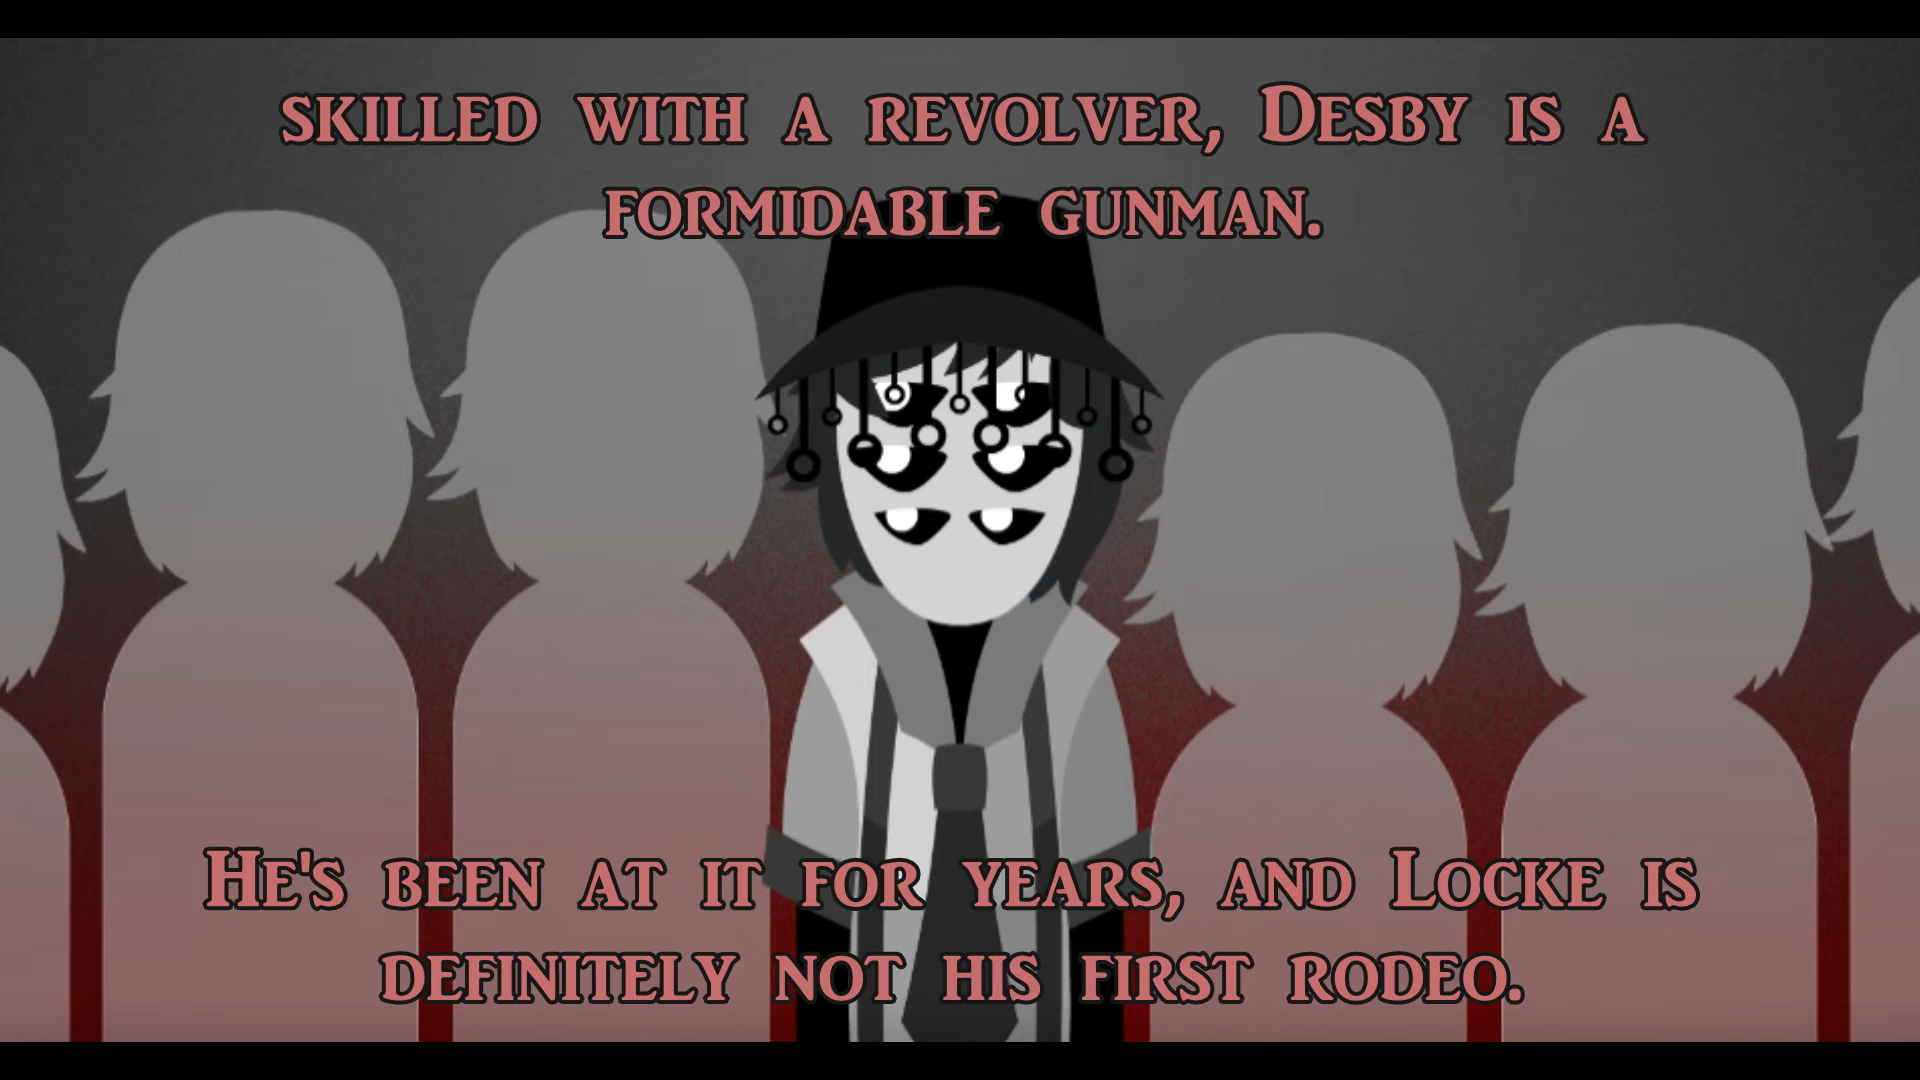 skilled with a revolver, Desby is a
formidable gunman.
He's been at it for years, and Locke is
definitely not his first rodeo.